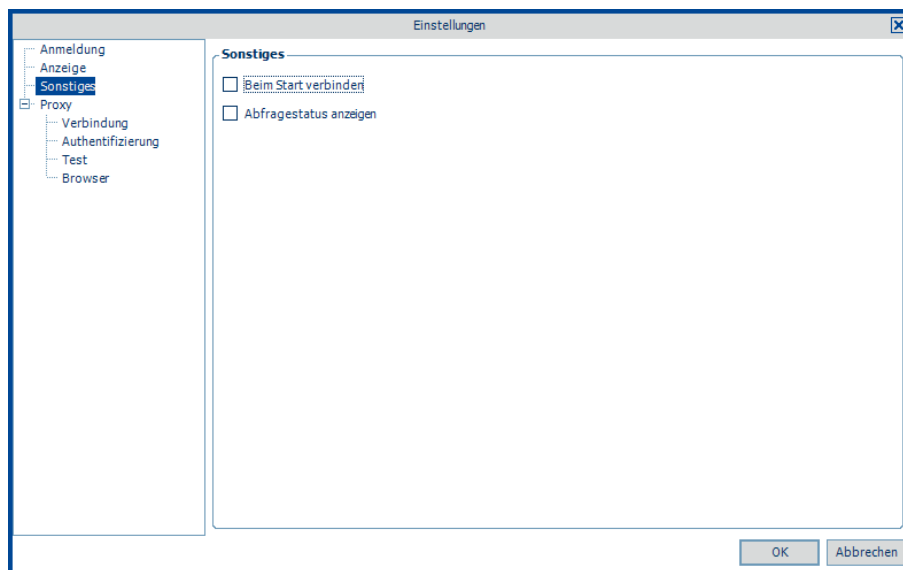 Einstellungen
Anmeldung
Anzeige
Sonstiges
Proxy
Verbindung
Authentifizierung
Test
Browser
Sonstiges
Beim Start verbinden
Abfragestatus anzeigen
OK
Abbrechen